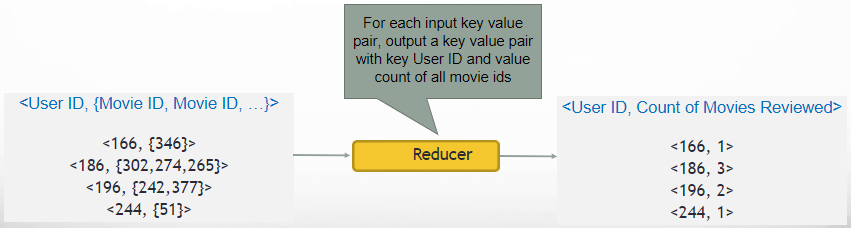 For each input key value
pair, output a key value pair
with key User ID and value
count of all movie ids
<User ID, {Movie ID, Movie ID, ...}>
<166, {346}>
<186, {302,274,265}>
<196, {242,377}>
<244, {51}>
Reducer
<User ID, Count of Movies Reviewed>
<166, 1>
<186, 3>
<196, 2>
<244, 1>